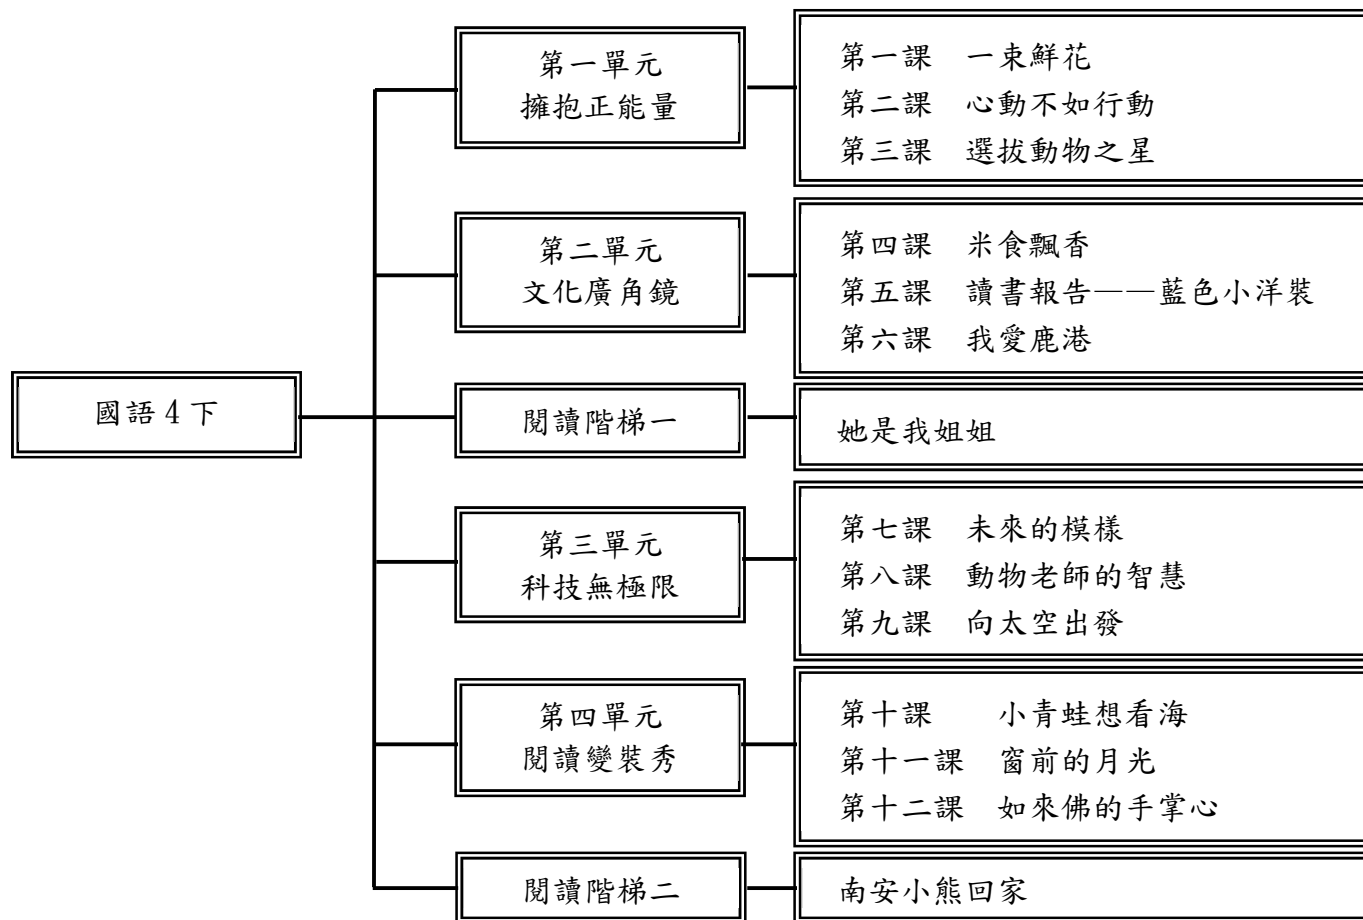 國語4下
第一單元
擁抱正能量
第一課　一束鮮花
第二課　心動不如行動
第三課　選拔動物之星
第二單元
文化廣角鏡
第四課　米食飄香
第五課　讀書報告——藍色小洋裝
第六課　我愛鹿港
閱讀階梯一
她是我姐姐
第三單元
科技無極限
第七課　未來的模樣
第八課　動物老師的智慧
第九課　向太空出發
第四單元
閱讀變裝秀
第十課　小青蛙想看海
第十一課　窗前的月光
第十二課　如來佛的手掌心
閱讀階梯二
南安小熊回家